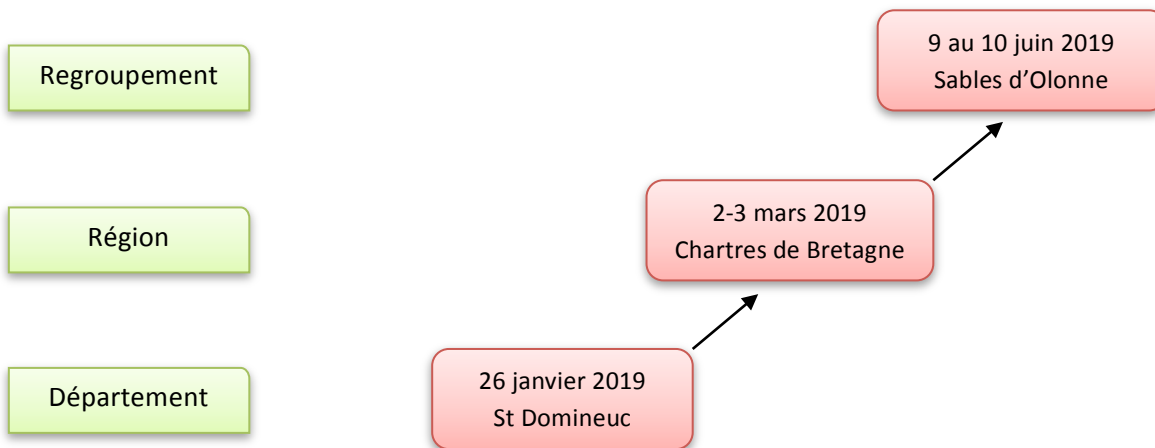 Regroupement
9 au 10 juin 2019
Sables d’Olonne
Région
2-3 mars 2019
Chartres de Bretagne
Département
26 janvier 2019
St Domineuc